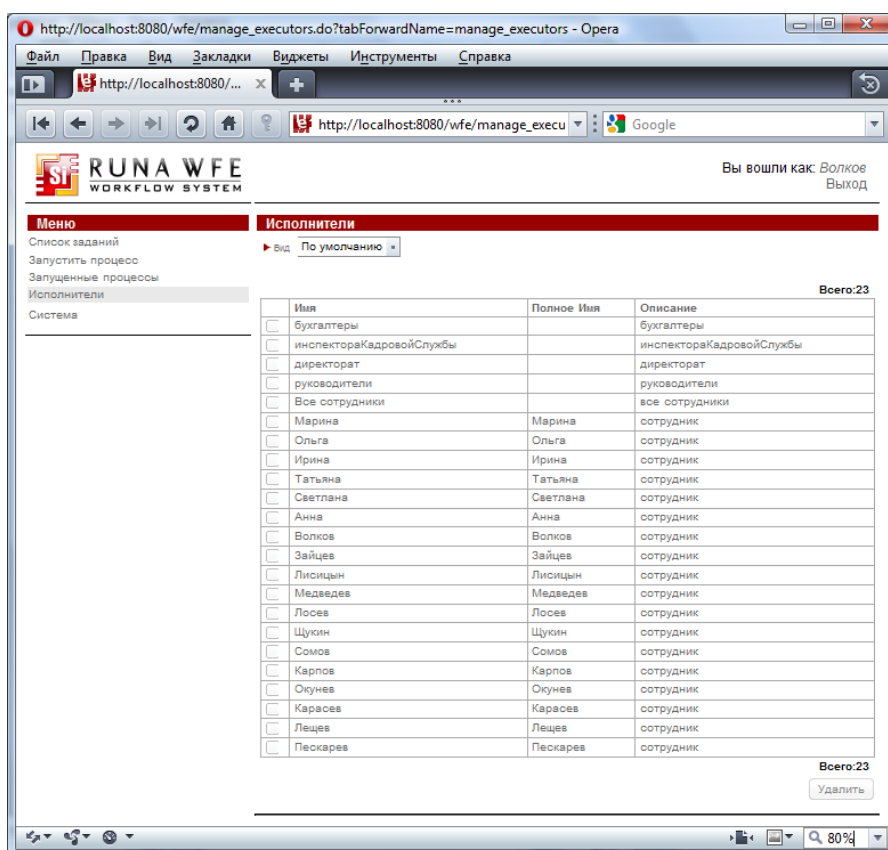 http://localhost:8080/wfe/manage_executors.do?tabForwardName=manage_executors - Opera
Файл Правка Вид Закладки Виджеты Инструменты Справка
http://localhost:8080/...
http://localhost:8080/wfe/manage_execu Google
RUNA WFE
WORKFLOW SYSTEM
Вы вошли как: Волков
Выход
Меню
Список заданий
Запустить процесс
Запущенные процессы
Исполнители
Система
Исполнители
Вид По умолчанию
Всего:23
Имя Полное Имя Описание
бухгалтеры бухгалтеры
инспектораКадровойСлужбы инспектораКадровойСлужбы
директорат директорат
руководители руководители
Все сотрудники все сотрудники
Марина Марина сотрудник
Ольга Ольга сотрудник
Ирина Ирина сотрудник
Татьяна Татьяна сотрудник
Светлана Светлана сотрудник
Анна Анна сотрудник
Волков Волков сотрудник
Зайцев Зайцев сотрудник
Лисицын Лисицын сотрудник
Медведев Медведев сотрудник
Лосев Лосев сотрудник
Щукин Щукин сотрудник
Сомов Сомов сотрудник
Карпов Карпов сотрудник
Окунев Окунев сотрудник
Карасев Карасев сотрудник
Лещев Лещев сотрудник
Пескарев Пескарев сотрудник
Всего:23
Удалить
80%